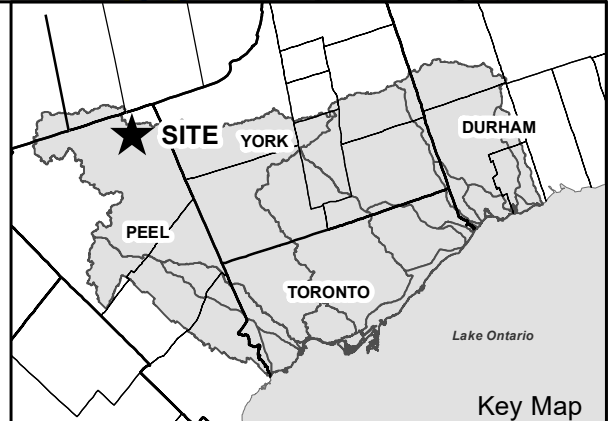 SITE
YORK
DURHAM
PEEL
TORONTO
Lake Ontario
Key Map